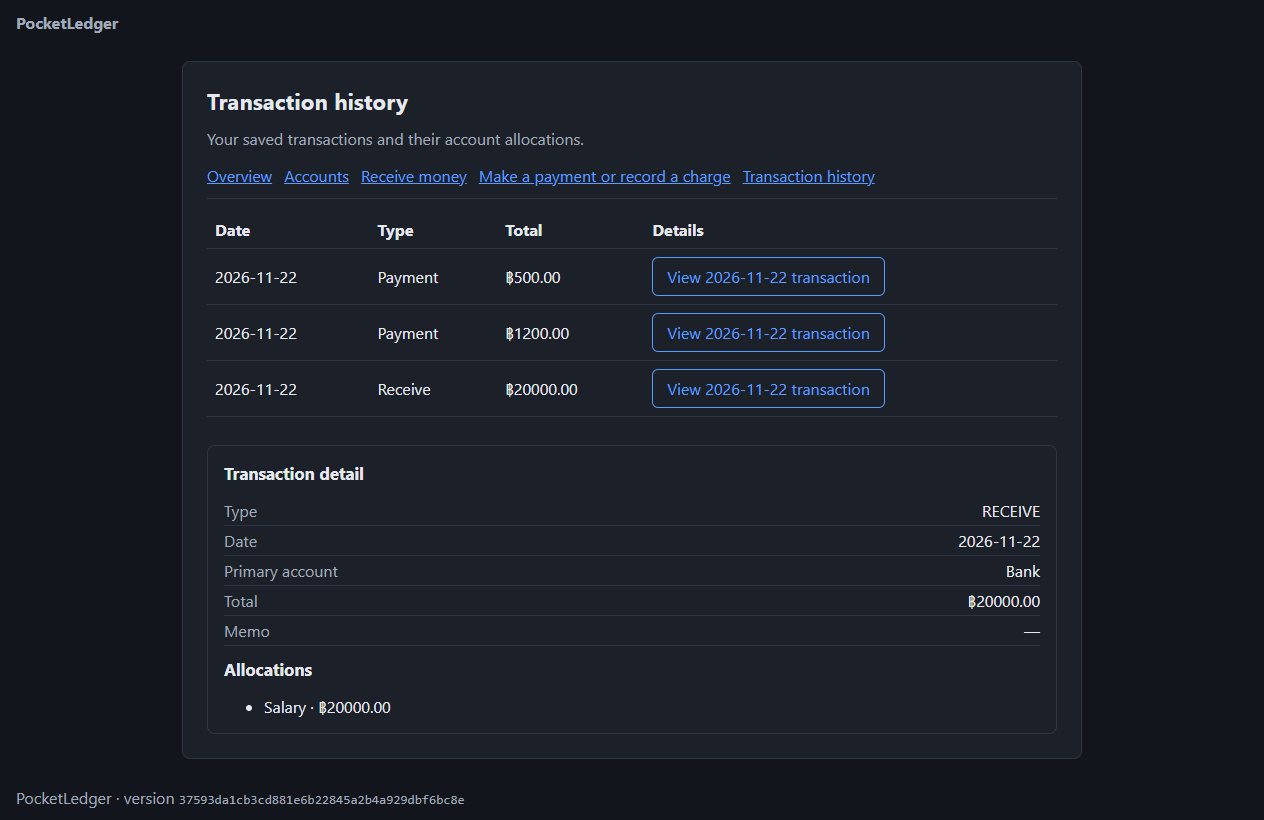 PocketLedger
Transaction history
Your saved transactions and their account allocations.
Overview Accounts Receive money Make a payment or record a charge Transaction history
Date Type Total Details
2026-11-22 Payment ฿500.00 View 2026-11-22 transaction
2026-11-22 Payment ฿1200.00 View 2026-11-22 transaction
2026-11-22 Receive ฿20000.00 View 2026-11-22 transaction
Transaction detail
Type RECEIVE
Date 2026-11-22
Primary account Bank
Total ฿20000.00
Memo —
Allocations
• Salary · ฿20000.00
PocketLedger · version 37593da1cb3cd881e6b22845a2b4a929dbf6bc8e